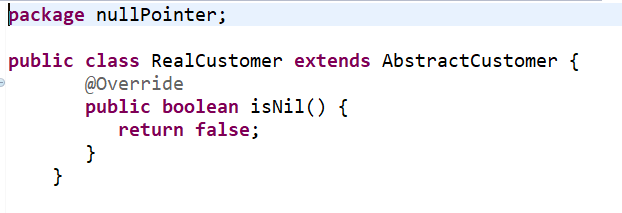 package nullPointer;
public class RealCustomer extends AbstractCustomer {
@Override
public boolean isNil() {
return false;
}
}